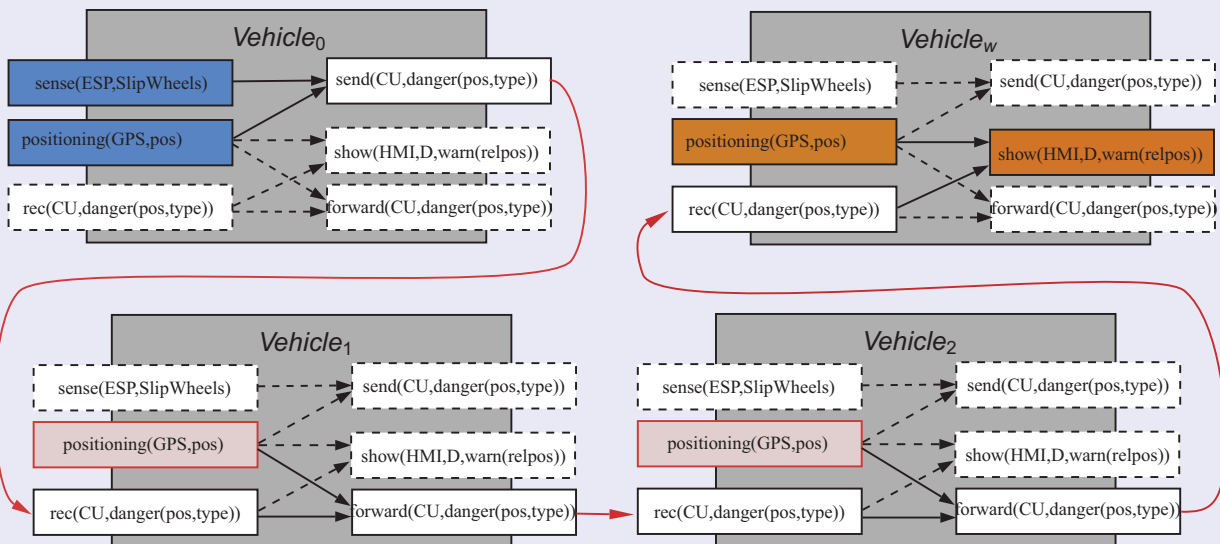 Vehicle0
sense(ESP,SlipWheels)
send(CU,danger(pos,type))
positioning(GPS,pos)
show(HMI,D,warn(relpos))
rec(CU,danger(pos,type))
forward(CU,danger(pos,type))
Vehiclew
sense(ESP,SlipWheels)
send(CU,danger(pos,type))
positioning(GPS,pos)
show(HMI,D,warn(relpos))
rec(CU,danger(pos,type))
forward(CU,danger(pos,type))
Vehicle1
sense(ESP,SlipWheels)
send(CU,danger(pos,type))
positioning(GPS,pos)
show(HMI,D,warn(relpos))
rec(CU,danger(pos,type))
forward(CU,danger(pos,type))
Vehicle2
sense(ESP,SlipWheels)
send(CU,danger(pos,type))
positioning(GPS,pos)
show(HMI,D,warn(relpos))
rec(CU,danger(pos,type))
forward(CU,danger(pos,type))